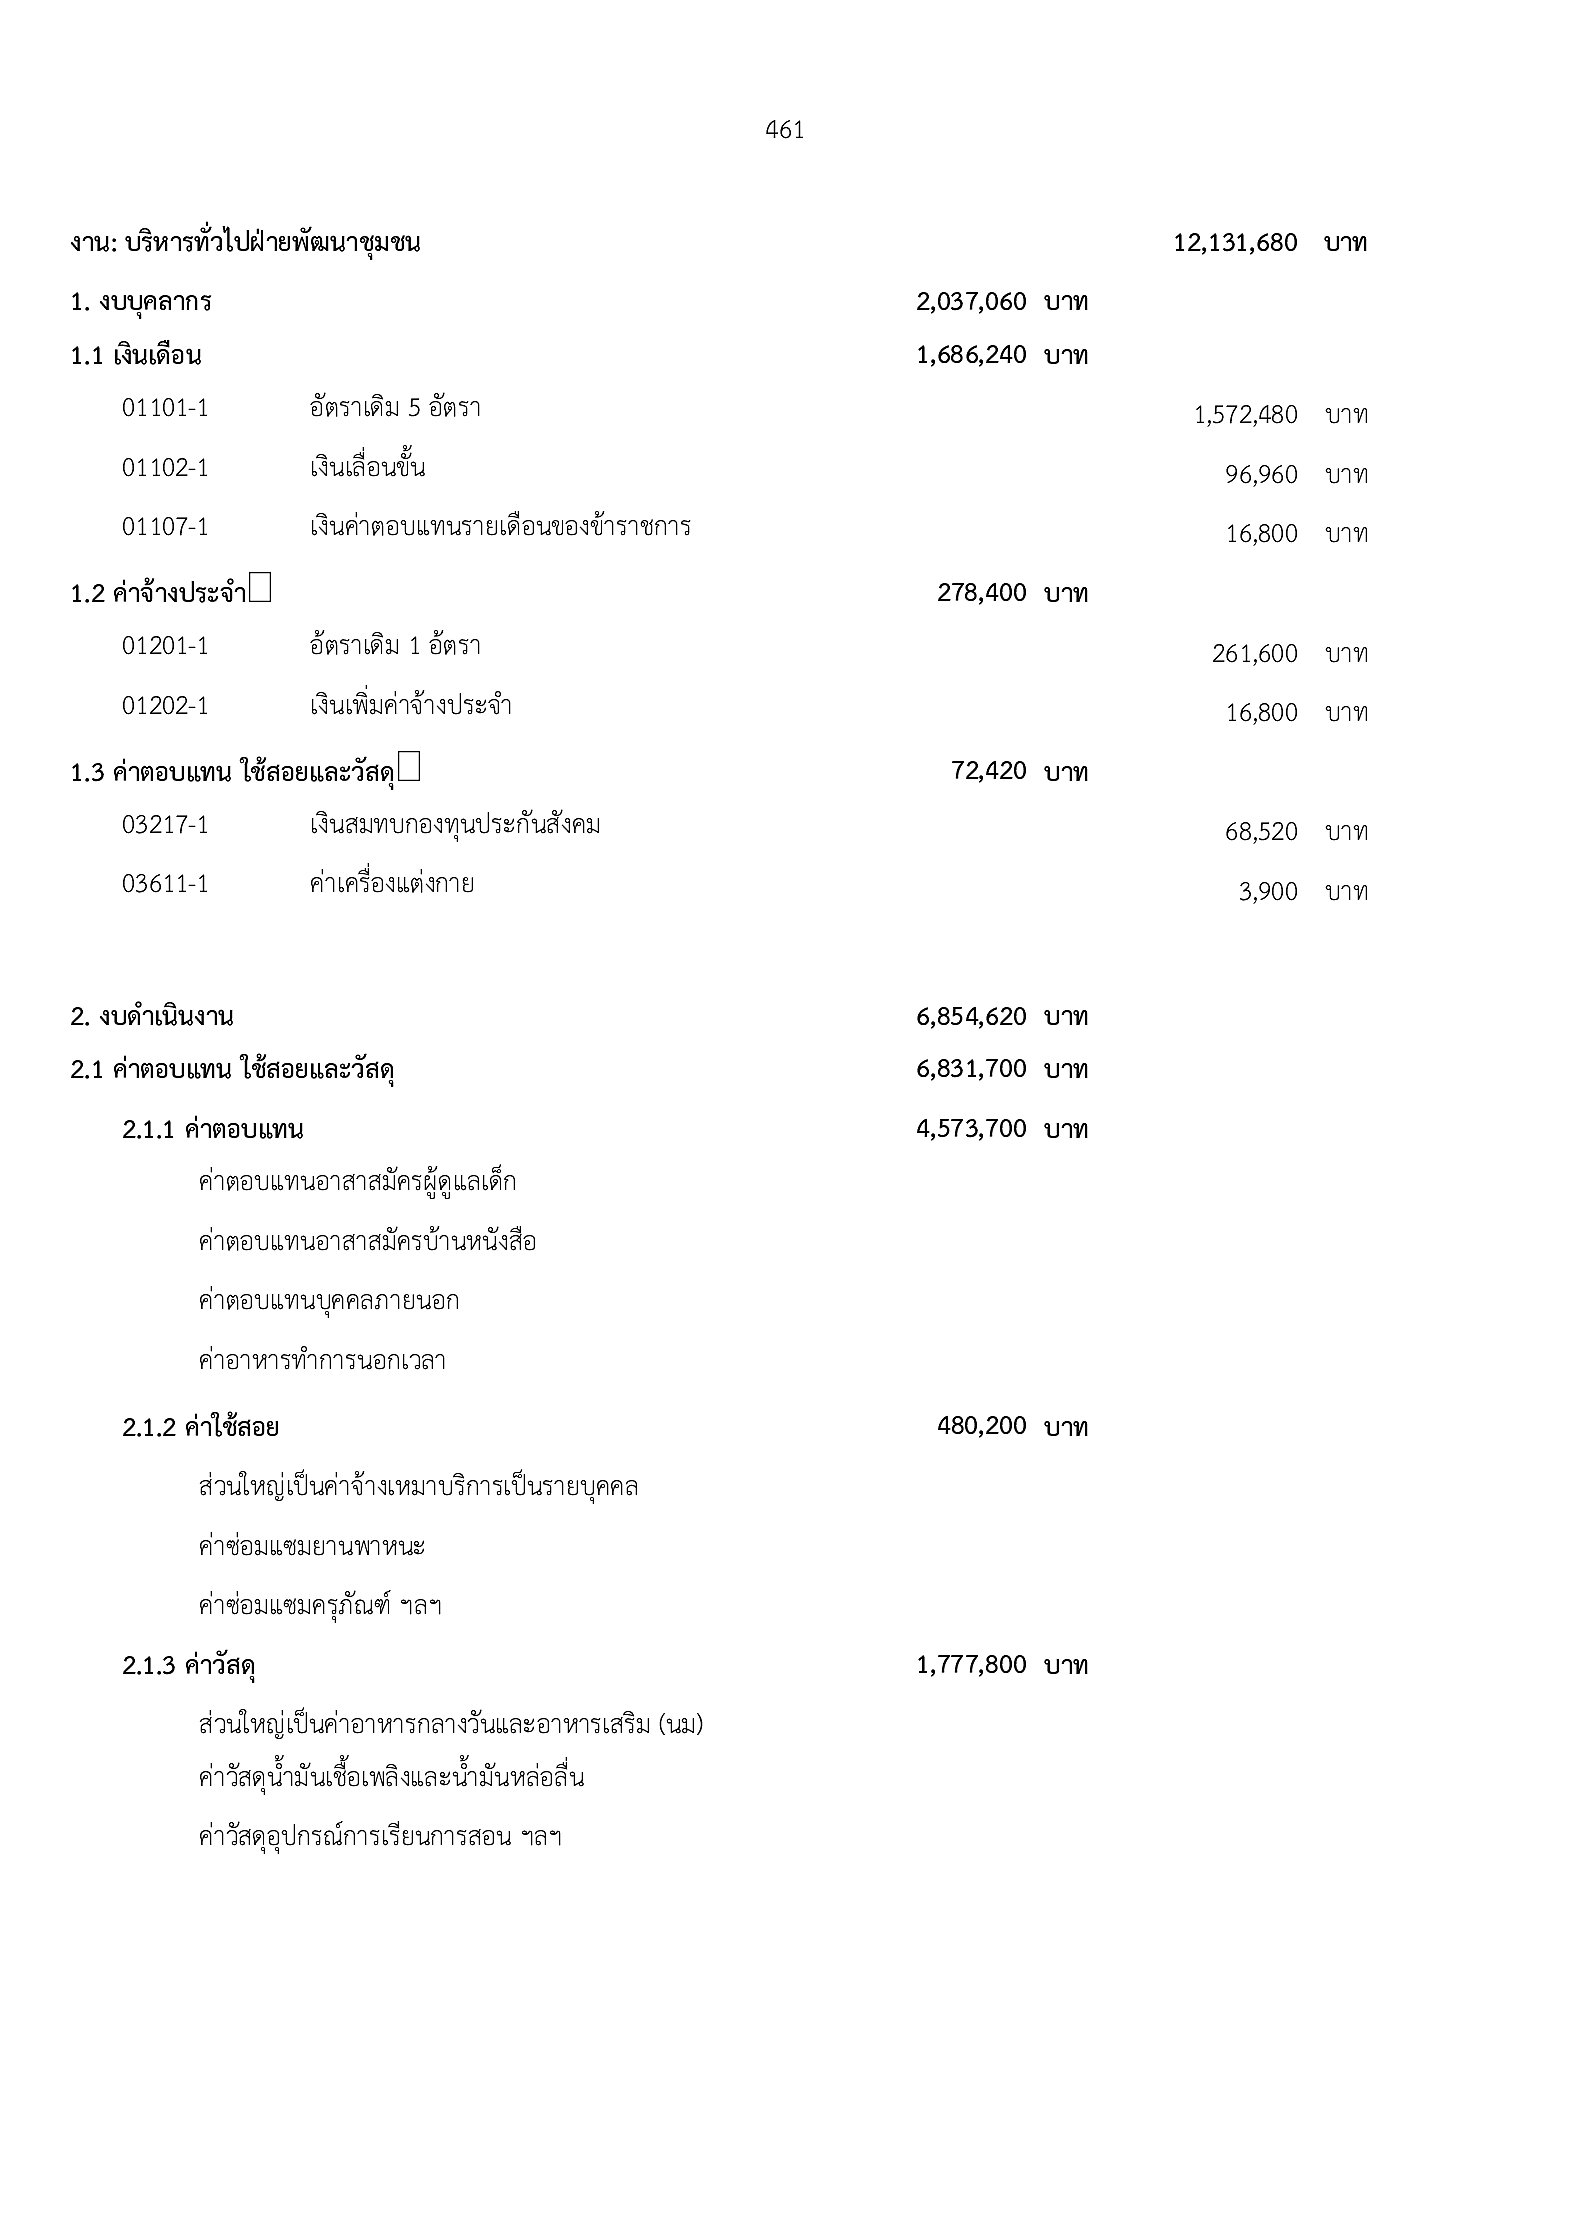 461
งาน: บริหารทั่วไปฝ่ายพัฒนาชุมชน 12,131,680 บาท
1. งบบุคลากร 2,037,060 บาท
1.1 เงินเดือน 1,686,240 บาท
01101-1 อัตราเดิม 5 อัตรา 1,572,480 บาท
01102-1 เงินเลื่อนขั้น 96,960 บาท
01107-1 เงินค่าตอบแทนรายเดือนของข้าราชการ 16,800 บาท
1.2 ค่าจ้างประจำ 278,400 บาท
01201-1 อ้ตราเดิม 1 อ้ตรา 261,600 บาท
01202-1 เงินเพิ่มค่าจ้างประจำ 16,800 บาท
1.3 ค่าตอบแทน ใช้สอยและวัสดุ 72,420 บาท
03217-1 เงินสมทบกองทุนประกันสังคม 68,520 บาท
03611-1 ค่าเครื่องแต่งกาย 3,900 บาท
2. งบดำเนินงาน 6,854,620 บาท
2.1 ค่าตอบแทน ใช้สอยและวัสดุ 6,831,700 บาท
2.1.1 ค่าตอบแทน 4,573,700 บาท
ค่าตอบแทนอาสาสมัครผู้ดูแลเด็ก
ค่าตอบแทนอาสาสมัครบ้านหนังสือ
ค่าตอบแทนบุคคลภายนอก
ค่าอาหารทำการนอกเวลา
2.1.2 ค่าใช้สอย 480,200 บาท
ส่วนใหญ่เป็นค่าจ้างเหมาบริการเป็นรายบุคคล
ค่าซ่อมแซมยานพาหนะ
ค่าซ่อมแซมครุภัณฑ์ ฯลฯ
2.1.3 ค่าวัสดุ 1,777,800 บาท
ส่วนใหญ่เป็นค่าอาหารกลางวันและอาหารเสริม (นม)
ค่าวัสดุน้ำมันเชื้อเพลิงและน้ำมันหล่อลื่น
ค่าวัสดุอุปกรณ์การเรียนการสอน ฯลฯ